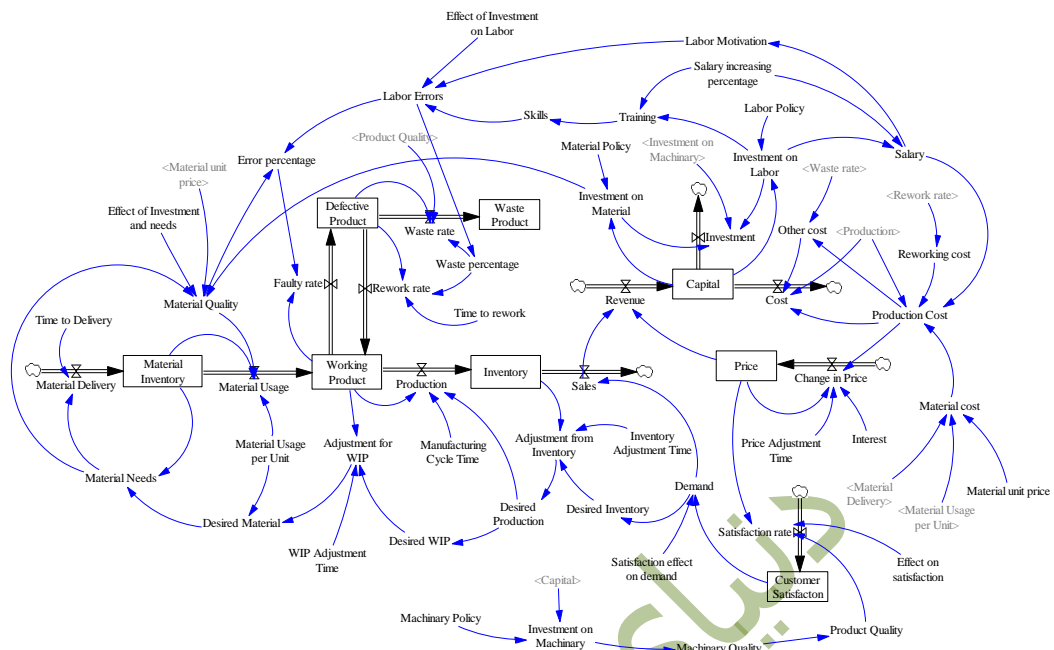 Effect of Investment
on Labor
Labor Motivation
Salary increasing
percentage
Labor Errors
Skills
Training
Labor Policy
<Product Quality>
Material Policy
<Investment on
Machinary>
Investment on
Labor
Salary
<Material unit
price>
Error percentage
<Waste rate>
<Rework rate>
Effect of Investment
and needs
Defective
Product
Waste
Product
Waste rate
Investment on
Material
Investment
Other cost
<Production>
Reworking cost
Waste percentage
Material Quality
Faulty rate
Rework rate
Capital
Revenue
Cost
Time to rework
Production Cost
Time to Delivery
Material
Inventory
Working
Product
Inventory
Price
Material Delivery
Material Usage
Production
Sales
Change in Price
Material cost
Material Usage
per Unit
Adjustment for
WIP
Manufacturing
Cycle Time
Adjustment from
Inventory
Inventory
Adjustment Time
Price Adjustment
Time
Interest
Material Needs
Demand
<Material
Delivery>
Material unit price
Desired Material
Desired
Production
Desired Inventory
<Material Usage
per Unit>
Desired WIP
Satisfaction rate
WIP Adjustment
Time
Satisfaction effect
on demand
Effect on
satisfaction
<Capital>
Customer
Satisfacton
Machinary Policy
Investment on
Machinary
Machinary Quality
Product Quality
دنیای